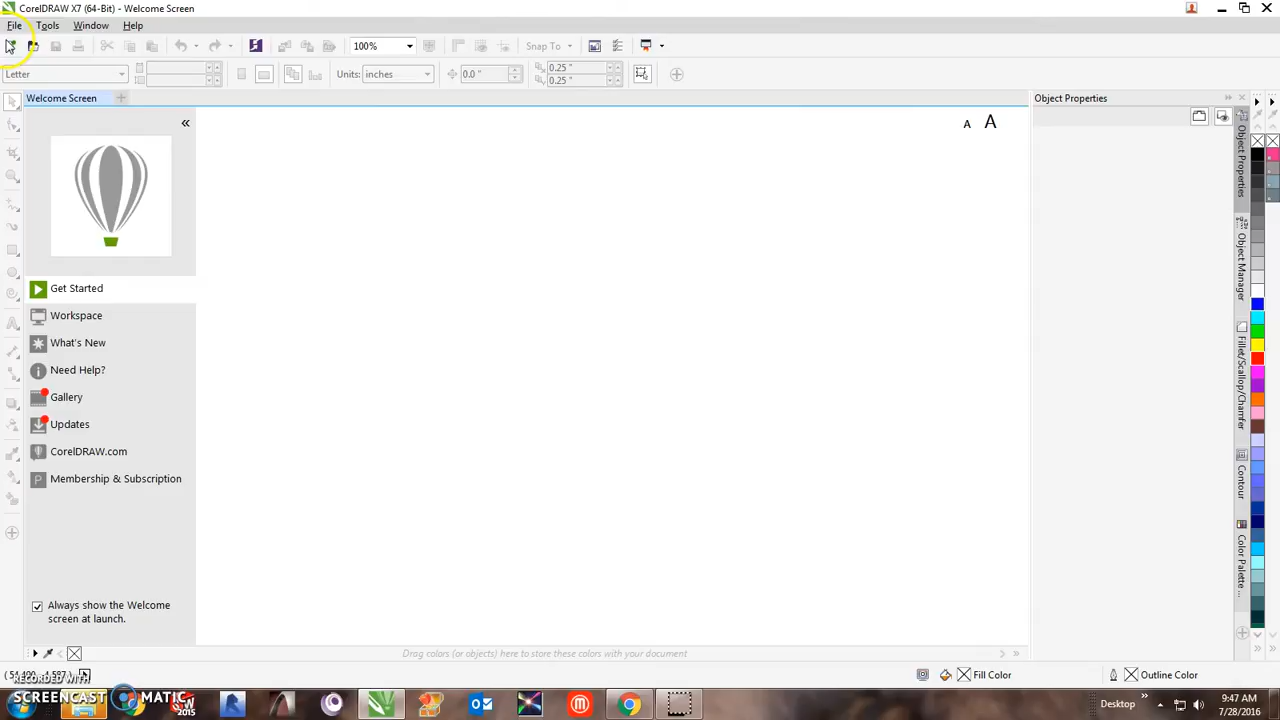 CorelDRAW X7 (64-Bit) - Welcome Screen
File Tools Window Help
100% Snap To
Letter Units: inches 0.0 " 0.25 "
0.25 "
Welcome Screen
Object Properties
A A
Get Started
Workspace
What's New
Need Help?
Gallery
Updates
CorelDRAW.com
Membership & Subscription
Always show the Welcome
screen at launch.
Object Properties
Object Manager
Fillet/Scallop/Chamfer
Contour
Color Palette ...
Drag colors (or objects) here to store these colors with your document
Fill Color Outline Color
RECORDED WITH
SCREENCAST MATIC
2015
Desktop
9:47 AM
7/28/2016